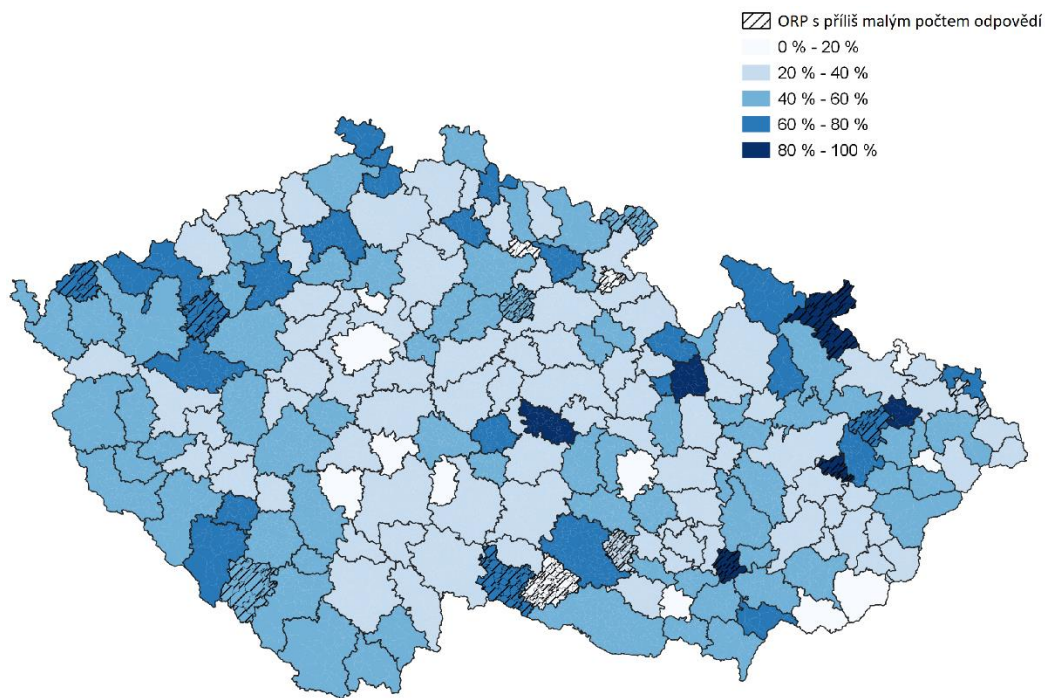 ORP s příliš malým počtem odpovědí
0 % - 20 %
20 % - 40 %
40 % - 60 %
60 % - 80 %
80 % - 100 %